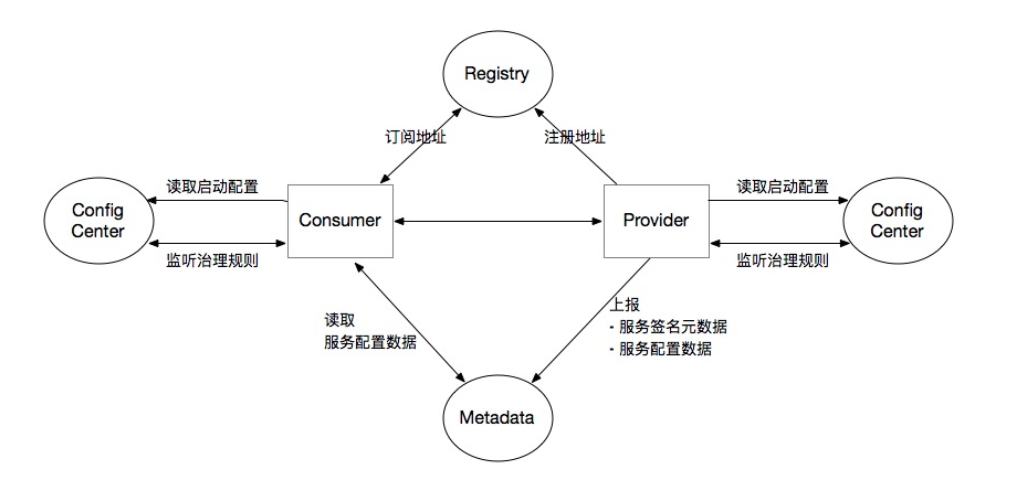 Registry
订阅地址
注册地址
读取启动配置
读取启动配置
Config
Center
Consumer
Provider
Config
Center
监听治理规则
监听治理规则
读取
服务配置数据
上报
- 服务签名元数据
- 服务配置数据
Metadata